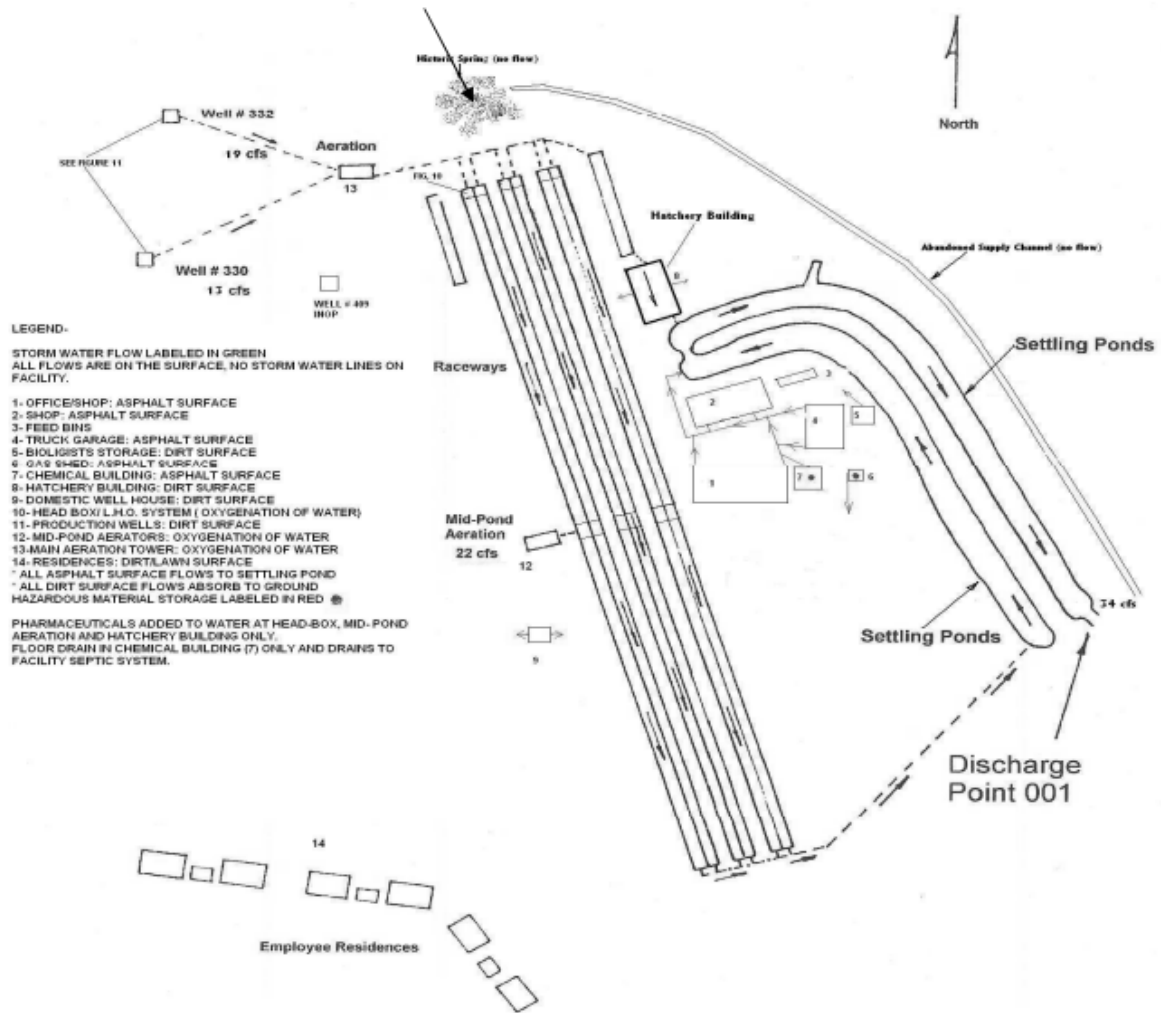 Historic Spring (no flow)
Well # 332
19 cfs
Aeration
13
SEE FIGURE 11
FIG. 10
North
Hatchery Building
8
Abandoned Supply Channel (no flow)
Well # 330
13 cfs
WELL # 409
INOP
Settling Ponds
LEGEND-
STORM WATER FLOW LABELED IN GREEN
ALL FLOWS ARE ON THE SURFACE, NO STORM WATER LINES ON
FACILITY.
1- OFFICE/SHOP: ASPHALT SURFACE
2- SHOP: ASPHALT SURFACE
3- FEED BINS
4- TRUCK GARAGE: ASPHALT SURFACE
5- BIOLIGISTS STORAGE: DIRT SURFACE
6- GAS SHED: ASPHALT SURFACE
7- CHEMICAL BUILDING: ASPHALT SURFACE
8- HATCHERY BUILDING: DIRT SURFACE
9- DOMESTIC WELL HOUSE: DIRT SURFACE
10- HEAD BOX/ L.H.O. SYSTEM ( OXYGENATION OF WATER)
11- PRODUCTION WELLS: DIRT SURFACE
12- MID-POND AERATORS: OXYGENATION OF WATER
13-MAIN AERATION TOWER: OXYGENATION OF WATER
14- RESIDENCES: DIRT/LAWN SURFACE
* ALL ASPHALT SURFACE FLOWS TO SETTLING POND
* ALL DIRT SURFACE FLOWS ABSORB TO GROUND
HAZARDOUS MATERIAL STORAGE LABELED IN RED
PHARMACEUTICALS ADDED TO WATER AT HEAD-BOX, MID- POND
AERATION AND HATCHERY BUILDING ONLY.
FLOOR DRAIN IN CHEMICAL BUILDING (7) ONLY AND DRAINS TO
FACILITY SEPTIC SYSTEM.
Raceways
3
2
4
5
1
7
6
Mid-Pond
Aeration
22 cfs
12
9
34 cfs
Settling Ponds
Discharge
Point 001
14
Employee Residences